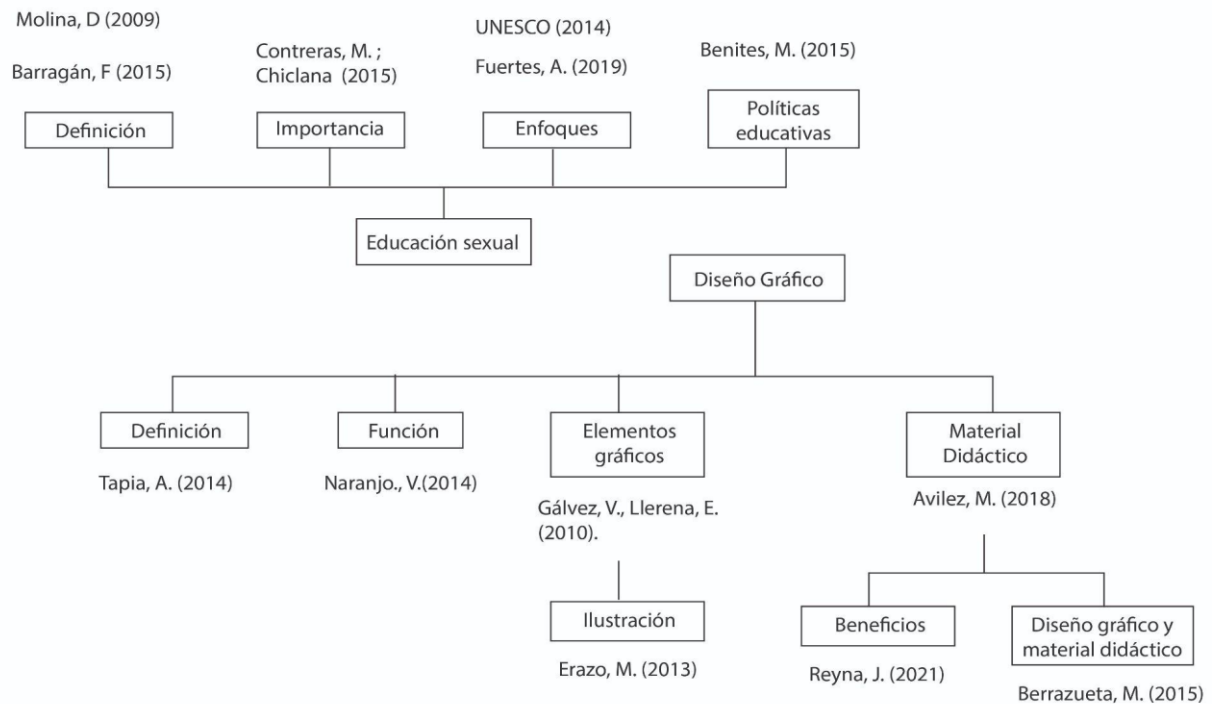 Molina, D (2009)
Barragán, F (2015)
Contreras, M. ;
Chiclana (2015)
UNESCO (2014)
Fuertes, A. (2019)
Benites, M. (2015)
Definición
Importancia
Enfoques
Políticas
educativas
Educación sexual
Diseño Gráfico
Definición
Función
Elementos
gráficos
Material
Didáctico
Tapia, A. (2014)
Naranjo., V.(2014)
Gálvez, V., Llerena, E.
(2010).
Avilez, M. (2018)
Ilustración
Beneficios
Diseño gráfico y
material didáctico
Erazo, M. (2013)
Reyna, J. (2021)
Berrazueta, M. (2015)